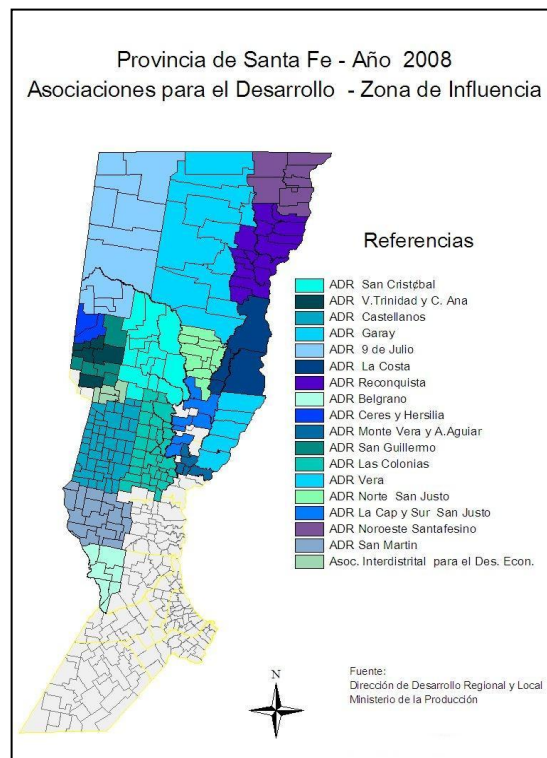 Provincia de Santa Fe - Año 2008
Asociaciones para el Desarrollo - Zona de Influencia
Referencias
ADR San Crist¢bal
ADR V.Trinidad y C. Ana
ADR Castellanos
ADR Garay
ADR 9 de Julio
ADR La Costa
ADR Reconquista
ADR Belgrano
ADR Ceres y Hersilia
ADR Monte Vera y A.Aguiar
ADR San Guillermo
ADR Las Colonias
ADR Vera
ADR Norte San Justo
ADR La Cap y Sur San Justo
ADR Noroeste Santafesino
ADR San Martin
Asoc. Interdistrital para el Des. Econ.
N
Fuente:
Dirección de Desarrollo Regional y Local
Ministerio de la Producción